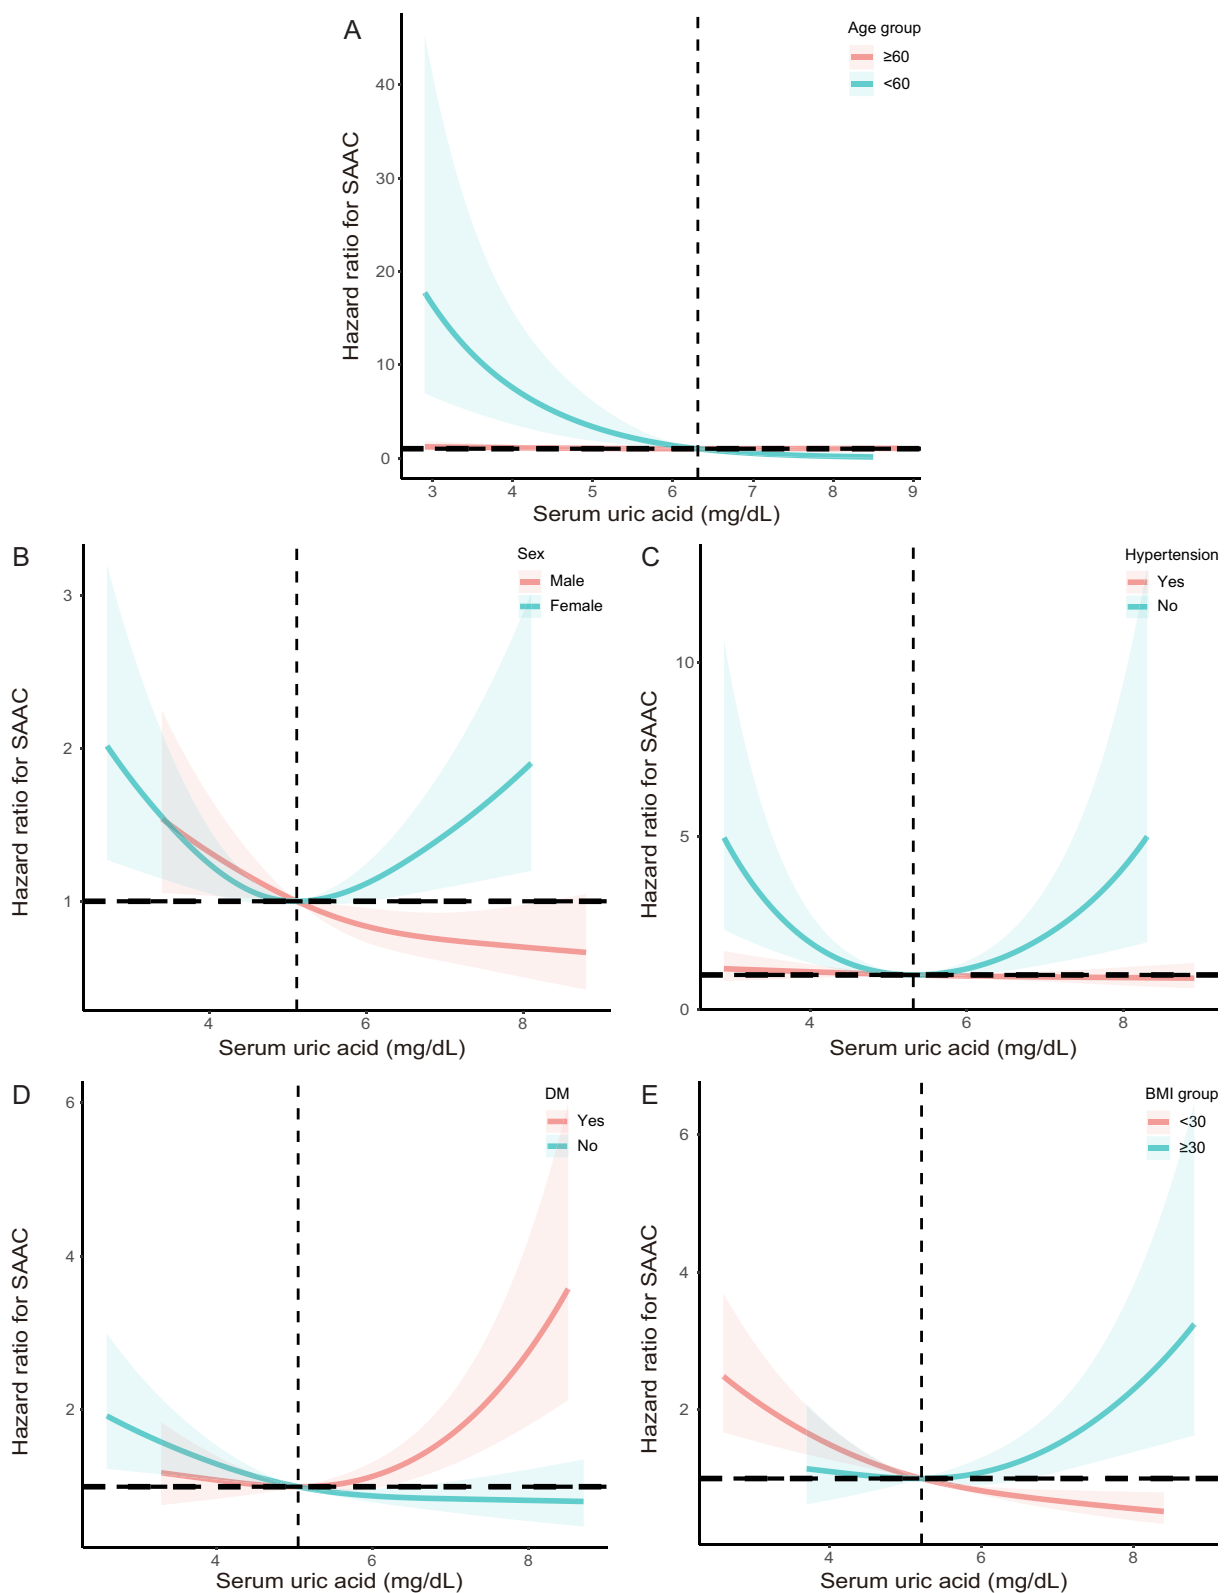 A
Age group
≥60
<60
Hazard ratio for SAAC
40
30
20
10
0
3 4 5 6 7 8 9
Serum uric acid (mg/dL)
B
Sex
Male
Female
Hazard ratio for SAAC
3
2
1
4 6 8
Serum uric acid (mg/dL)
C
Hypertension
Yes
No
Hazard ratio for SAAC
10
5
0
4 6 8
Serum uric acid (mg/dL)
D
DM
Yes
No
Hazard ratio for SAAC
6
4
2
4 6 8
Serum uric acid (mg/dL)
E
BMI group
<30
≥30
Hazard ratio for SAAC
6
4
2
4 6 8
Serum uric acid (mg/dL)